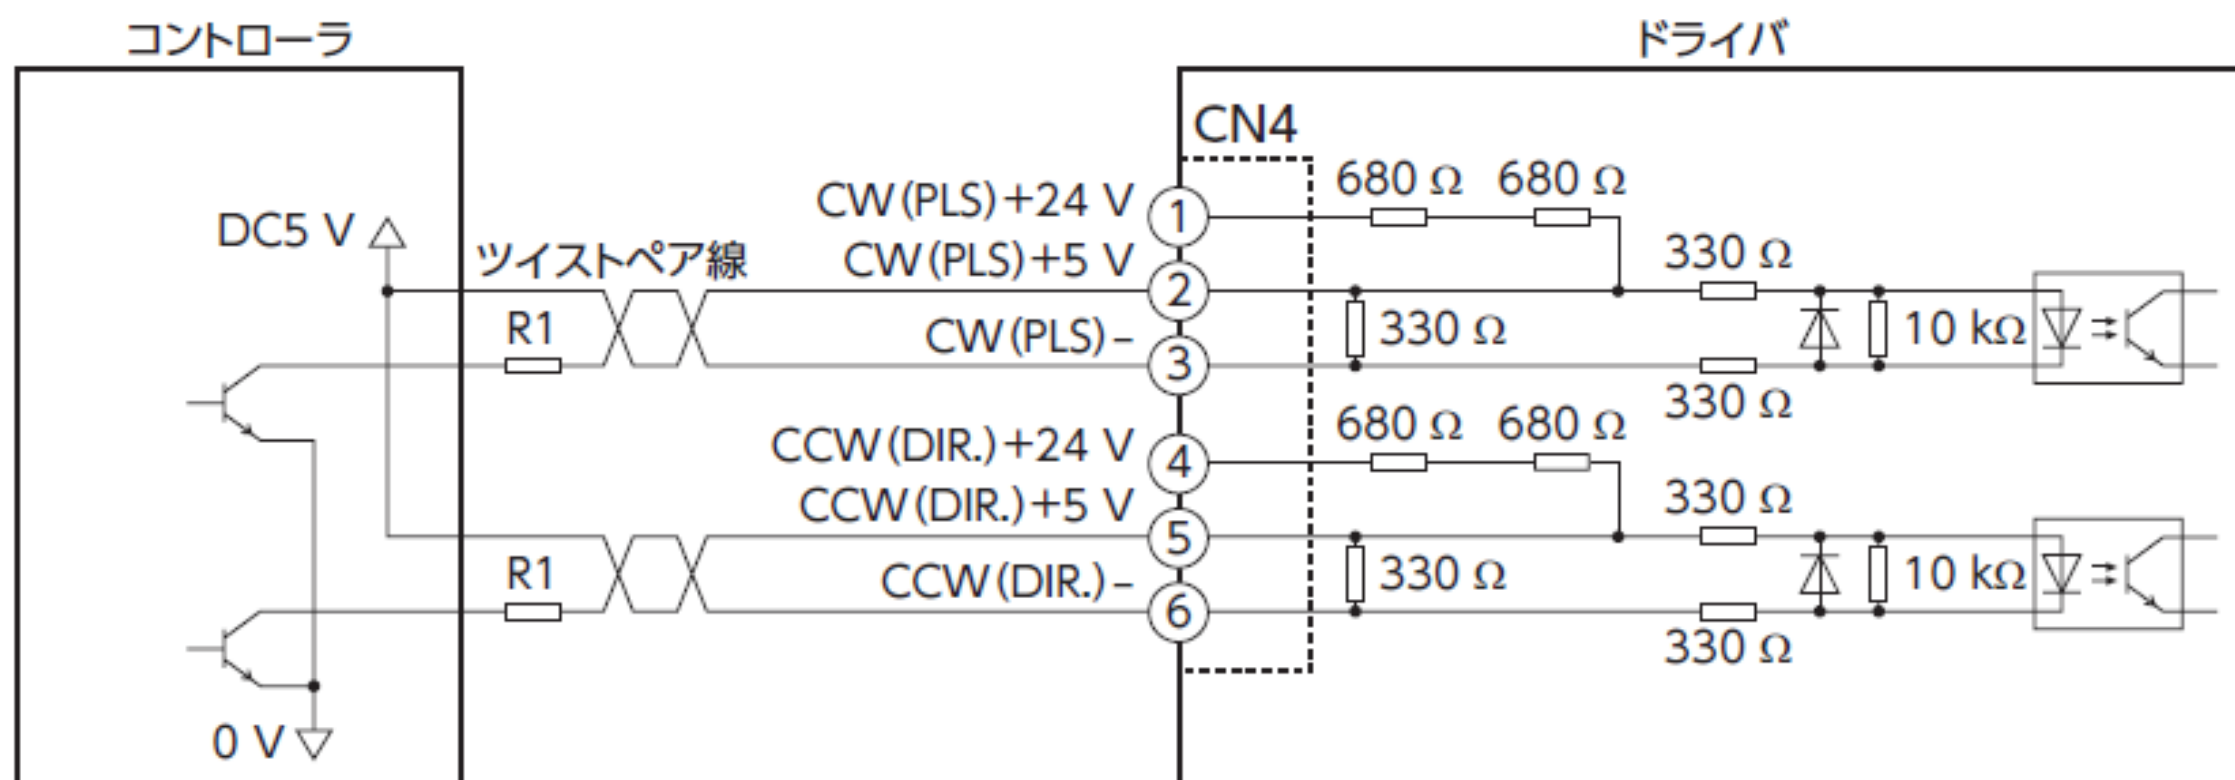 コントローラ
ドライバ
CN4
CW(PLS)+24 V
680 Ω 680 Ω
DC5 V
ツイストペア線
CW(PLS)+5 V
330 Ω
R1
CW(PLS)–
330 Ω
10 kΩ
330 Ω
1
2
3
CCW(DIR.)+24 V
680 Ω 680 Ω
CCW(DIR.)+5 V
330 Ω
R1
CCW(DIR.)–
330 Ω
10 kΩ
330 Ω
4
5
6
0 V